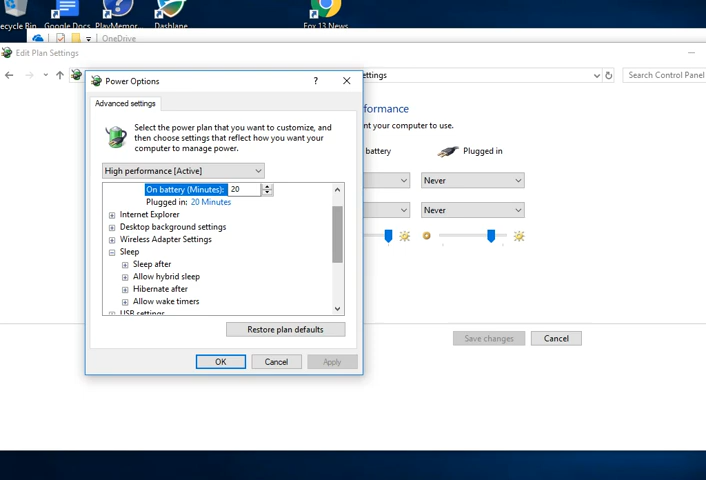 ecycle Bin
Google Docs
PlayMemor...
Dashlane
Fox 13 News
OneDrive
Edit Plan Settings
Power Options
ettings
Search Control Panel
Advanced settings
formance
Select the power plan that you want to customize, and
then choose settings that reflect how you want your
computer to manage power.
nt your computer to use.
battery
Plugged in
High performance [Active]
Never
On battery (Minutes): 20
Plugged in: 20 Minutes
Internet Explorer
Never
Desktop background settings
Wireless Adapter Settings
Sleep
Sleep after
Allow hybrid sleep
Hibernate after
Allow wake timers
USB settings
Restore plan defaults
OK
Cancel
Apply
Save changes
Cancel